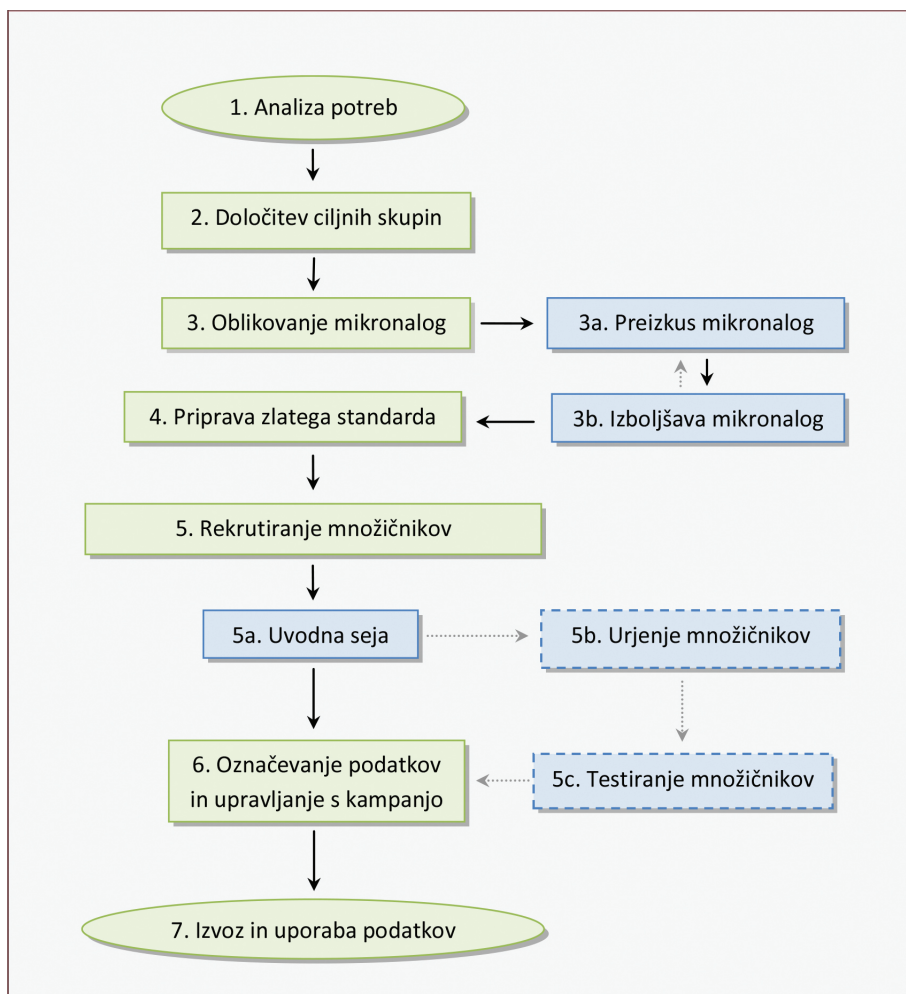 1. Analiza potreb
2. Določitev ciljnih skupin
3. Oblikovanje mikronalog
3a. Preizkus mikronalog
3b. Izboljšava mikronalog
4. Priprava zlatega standarda
5. Rekrutiranje množičnikov
5a. Uvodna seja
5b. Urjenje množičnikov
5c. Testiranje množičnikov
6. Označevanje podatkov
in upravljanje s kampanjo
7. Izvoz in uporaba podatkov